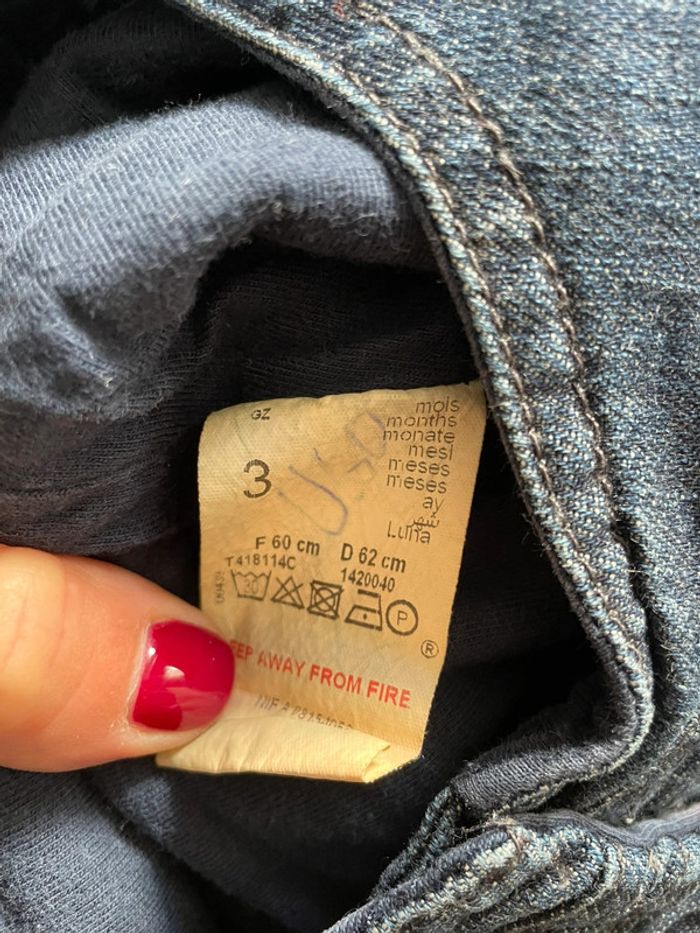 GZ
3
mois
months
monate
mesi
meses
meses
ay
شهر
Luna
F 60 cm D 62 cm
T418114C 1420040
30
P
®
AWAY FROM FIRE